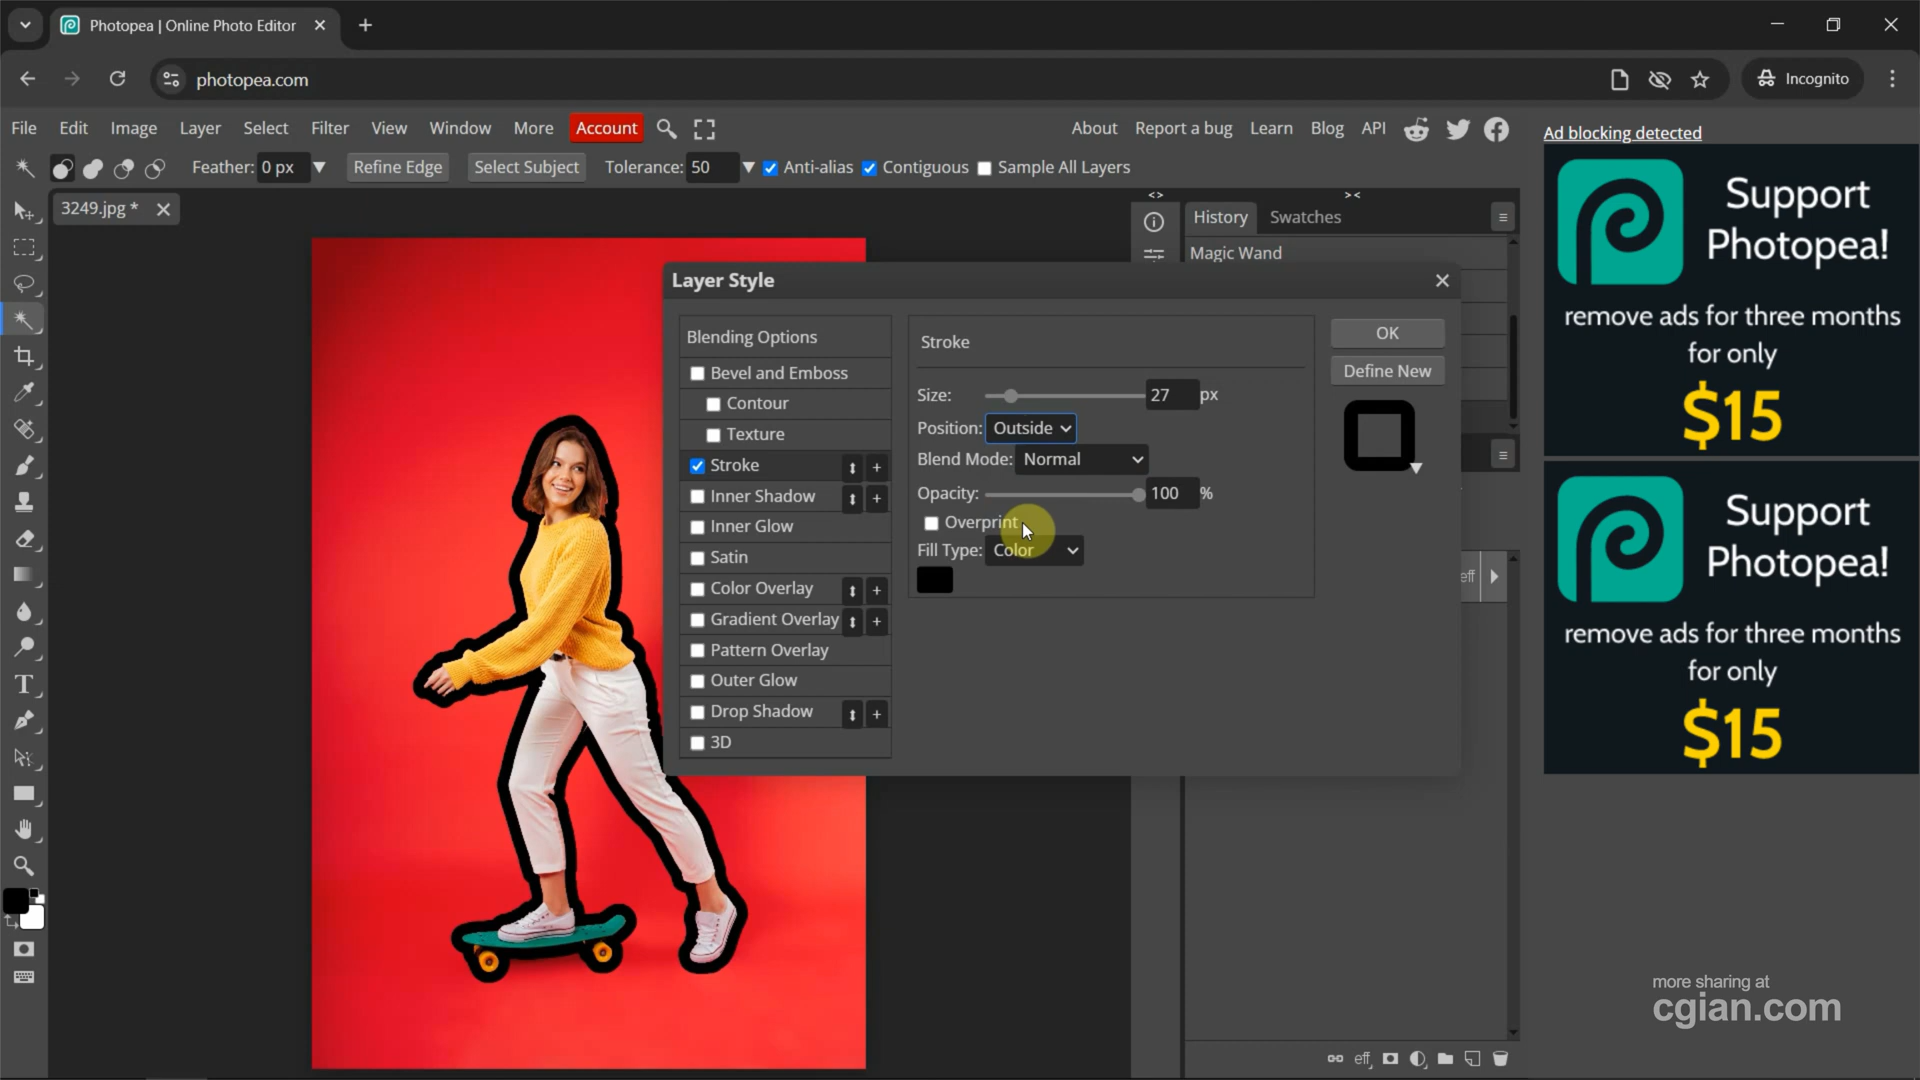 Photopea | Online Photo Editor
photopea.com
Incognito
File Edit Image Layer Select Filter View Window More Account
About Report a bug Learn Blog API
Feather: 0 px Refine Edge Select Subject Tolerance: 50 Anti-alias Contiguous Sample All Layers
3249.jpg *
History Swatches
Magic Wand
Layer Style
Blending Options
Bevel and Emboss
Contour
Texture
Stroke
Inner Shadow
Inner Glow
Satin
Color Overlay
Gradient Overlay
Pattern Overlay
Outer Glow
Drop Shadow
3D
Stroke
Size: 27 px
Position: Outside
Blend Mode: Normal
Opacity: 100 %
Overprint
Fill Type: Color
OK
Define New
eff
eff
Ad blocking detected
Support
Photopea!
remove ads for three months
for only
$15
Support
Photopea!
remove ads for three months
for only
$15
more sharing at
cgian.com